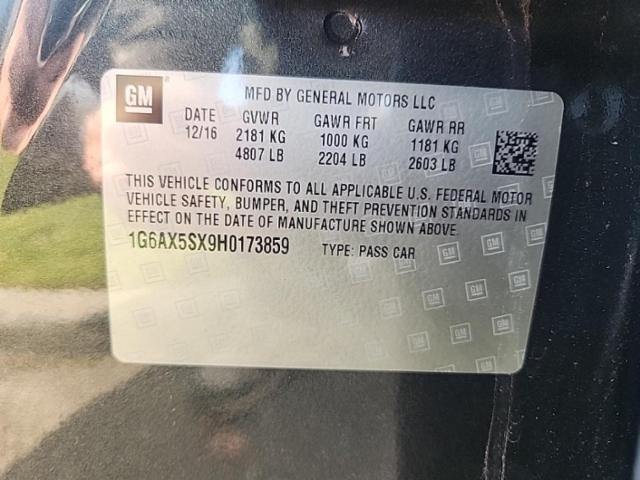 GM
MFD BY GENERAL MOTORS LLC
DATE GVWR GAWR FRT GAWR RR
12/16 2181 KG 1000 KG 1181 KG
4807 LB 2204 LB 2603 LB
THIS VEHICLE CONFORMS TO ALL APPLICABLE U.S. FEDERAL MOTOR
VEHICLE SAFETY, BUMPER, AND THEFT PREVENTION STANDARDS IN
EFFECT ON THE DATE OF MANUFACTURE SHOWN ABOVE.
1G6AX5SX9H0173859 TYPE: PASS CAR